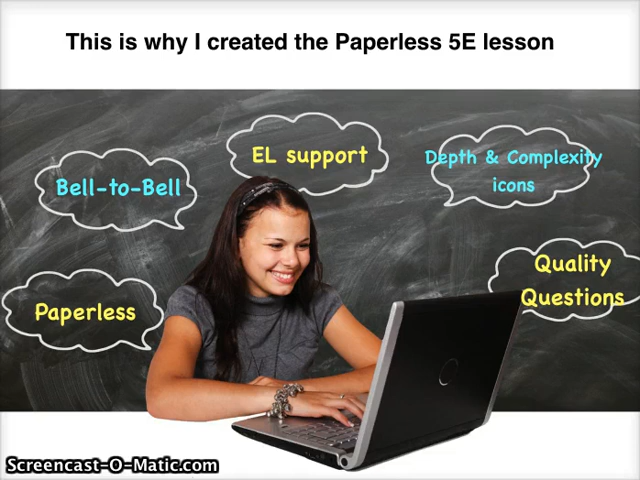 This is why I created the Paperless 5E lesson
EL support
Depth & Complexity
icons
Bell-to-Bell
Quality
Questions
Paperless
Screencast-O-Matic.com